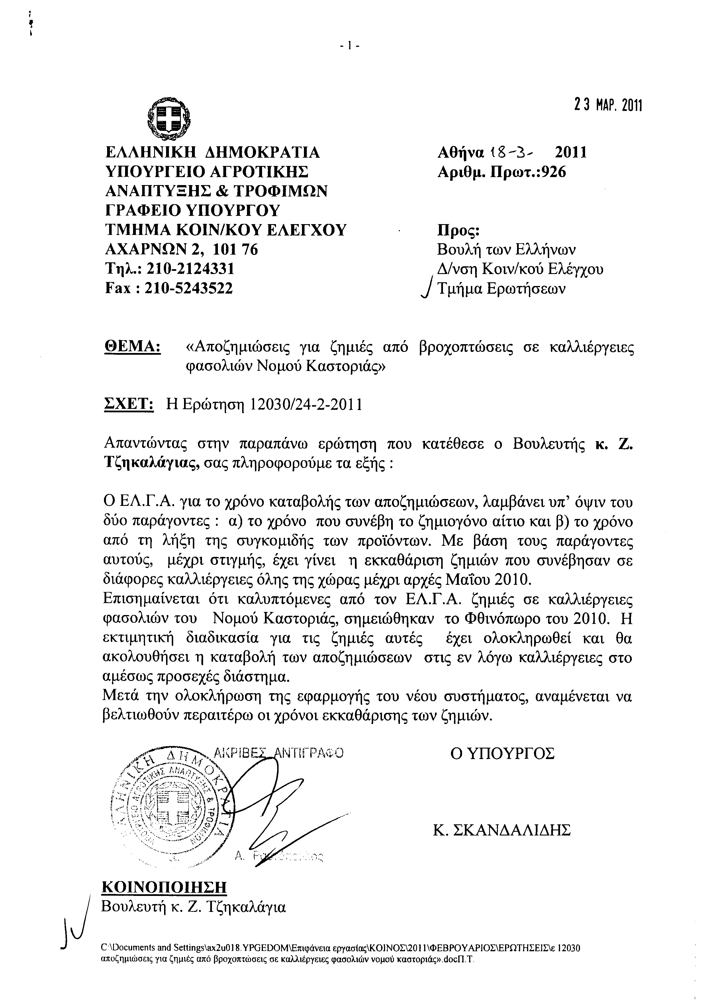 - 1 -
23 ΜΑΡ. 2011
ΕΛΛΗΝΙΚΗ ΔΗΜΟΚΡΑΤΙΑ
ΥΠΟΥΡΓΕΙΟ ΑΓΡΟΤΙΚΗΣ
ΑΝΑΠΤΥΞΗΣ & ΤΡΟΦΙΜΩΝ
ΓΡΑΦΕΙΟ ΥΠΟΥΡΓΟΥ
ΤΜΗΜΑ ΚΟΙΝ/ΚΟΥ ΕΛΕΓΧΟΥ
ΑΧΑΡΝΩΝ 2, 101 76
Τηλ.: 210-2124331
Fax : 210-5243522
Αθήνα 18-3- 2011
Αριθμ. Πρωτ.:926
Προς:
Βουλή των Ελλήνων
Δ/νση Κοιν/κού Ελέγχου
Τμήμα Ερωτήσεων
ΘΕΜΑ: «Αποζημιώσεις για ζημιές από βροχοπτώσεις σε καλλιέργειες
φασολιών Νομού Καστοριάς»
ΣΧΕΤ: Η Ερώτηση 12030/24-2-2011
Απαντώντας στην παραπάνω ερώτηση που κατέθεσε ο Βουλευτής κ. Ζ.
Τζηκαλάγιας, σας πληροφορούμε τα εξής :
Ο ΕΛ.Γ.Α. για το χρόνο καταβολής των αποζημιώσεων, λαμβάνει υπ’ όψιν του
δύο παράγοντες : α) το χρόνο που συνέβη το ζημιογόνο αίτιο και β) το χρόνο
από τη λήξη της συγκομιδής των προϊόντων. Με βάση τους παράγοντες
αυτούς, μέχρι στιγμής, έχει γίνει η εκκαθάριση ζημιών που συνέβησαν σε
διάφορες καλλιέργειες όλης της χώρας μέχρι αρχές Μαΐου 2010.
Επισημαίνεται ότι καλυπτόμενες από τον ΕΛ.Γ.Α. ζημιές σε καλλιέργειες
φασολιών του Νομού Καστοριάς, σημειώθηκαν το Φθινόπωρο του 2010. Η
εκτιμητική διαδικασία για τις ζημιές αυτές έχει ολοκληρωθεί και θα
ακολουθήσει η καταβολή των αποζημιώσεων στις εν λόγω καλλιέργειες στο
αμέσως προσεχές διάστημα.
Μετά την ολοκλήρωση της εφαρμογής του νέου συστήματος, αναμένεται να
βελτιωθούν περαιτέρω οι χρόνοι εκκαθάρισης των ζημιών.
ΑΚΡΙΒΕΣ ΑΝΤΙΓΡΑΦΟ
Ο ΥΠΟΥΡΓΟΣ
ΕΛΛΗΝΙΚΗ ΔΗΜΟΚΡΑΤΙΑ
ΥΠΟΥΡΓΕΙΟ ΑΓΡΟΤΙΚΗΣ ΑΝΑΠΤΥΞΗΣ & ΤΡΟΦΙΜΩΝ
Κ. ΣΚΑΝΔΑΛΙΔΗΣ
Α.
ΚΟΙΝΟΠΟΙΗΣΗ
Βουλευτή κ. Ζ. Τζηκαλάγια
C:\Documents and Settings\ax2u018.YPGEDOM\Επιφάνεια εργασίας\ΚΟΙΝΟΣ\2011\ΦΕΒΡΟΥΑΡΙΟΣ\ΕΡΩΤΗΣΕΙΣ\ε 12030
αποζημιώσεις για ζημιές από βροχοπτώσεις σε καλλιέργειες φασολιών νομού καστοριάς».docΠ.Τ.